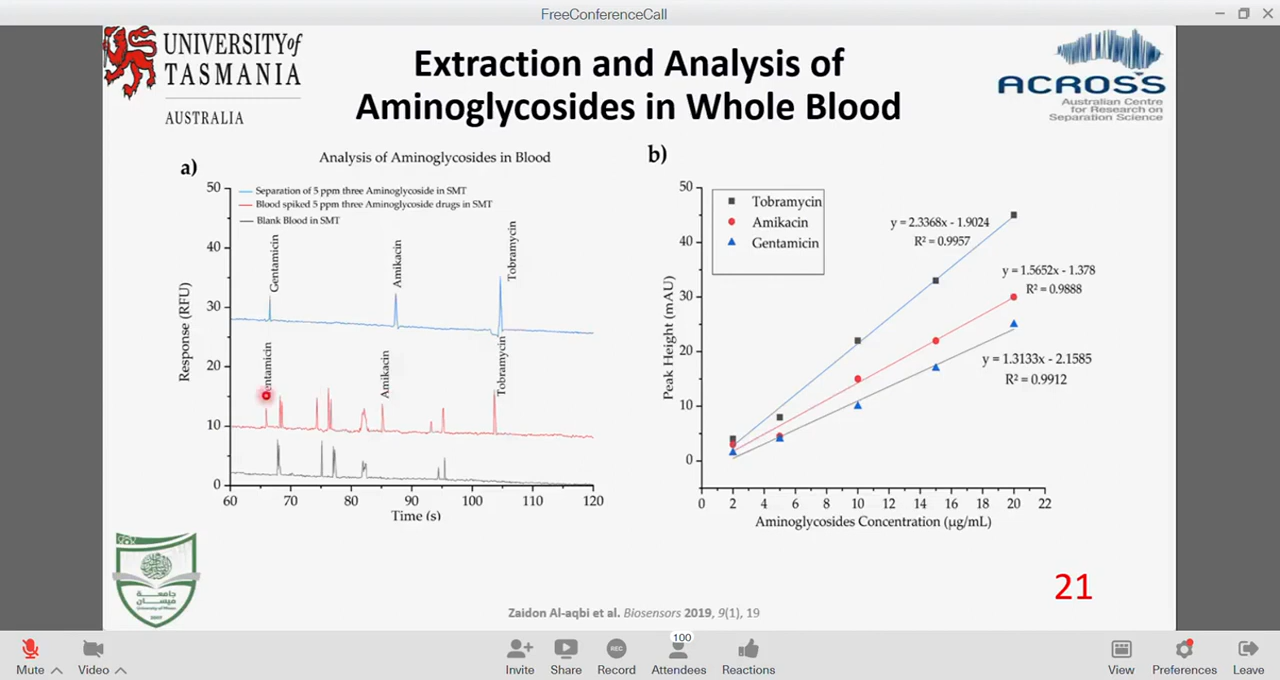 FreeConferenceCall
UNIVERSITY of
TASMANIA
AUSTRALIA
Extraction and Analysis of
Aminoglycosides in Whole Blood
ACROSS
Australian Centre
for Research on
Separation Science
a)
Analysis of Aminoglycosides in Blood
Separation of 5 ppm three Aminoglycoside in SMT
Blood spiked 5 ppm three Aminoglycoside drugs in SMT
Blank Blood in SMT
Gentamicin
Amikacin
Tobramycin
entamicin
Amikacin
Tobramycin
Response (RFU)
50
40
30
20
10
0
60 70 80 90 100 110 120
Time (s)
b)
Tobramycin
Amikacin
Gentamicin
y = 2.3368x - 1.9024
R² = 0.9957
y = 1.5652x - 1.378
R² = 0.9888
y = 1.3133x - 2.1585
R² = 0.9912
Peak Height (mAU)
50
40
30
20
10
0
0 2 4 6 8 10 12 14 16 18 20 22
Aminoglycosides Concentration (µg/mL)
جامعة
ميسان
21
Zaidon Al-aqbi et al. Biosensors 2019, 9(1), 19
Mute
Video
Invite
Share
REC
Record
100
Attendees
Reactions
View
Preferences
Leave